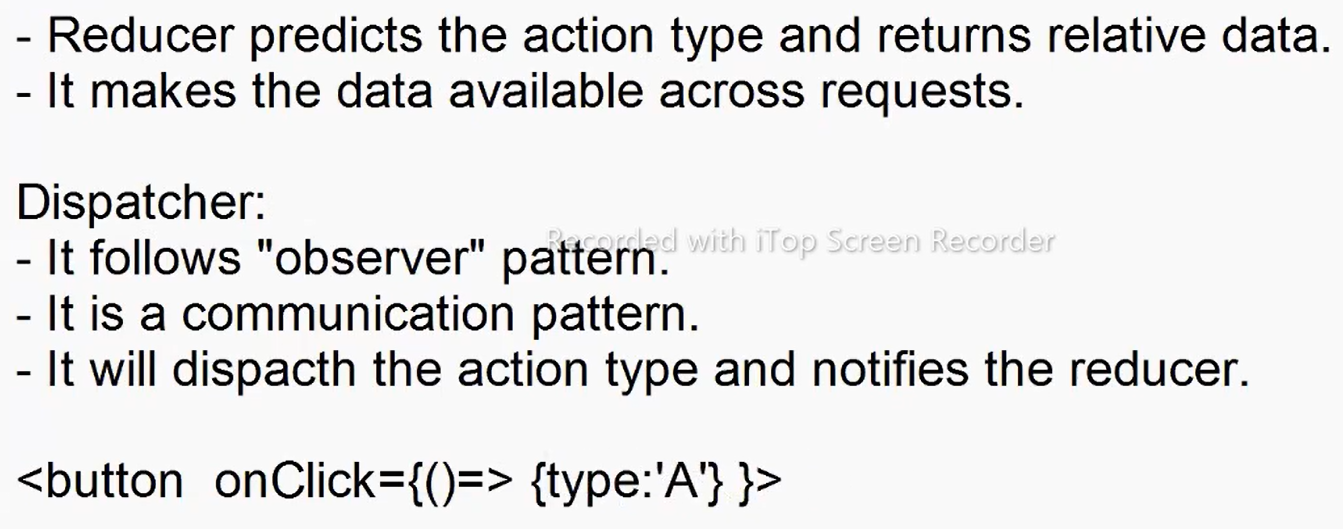 - Reducer predicts the action type and returns relative data.
- It makes the data available across requests.
Dispatcher:
Recorded with iTop Screen Recorder
- It follows "observer" pattern.
- It is a communication pattern.
- It will dispacth the action type and notifies the reducer.
<button  onClick={()=> {type:'A'} }>